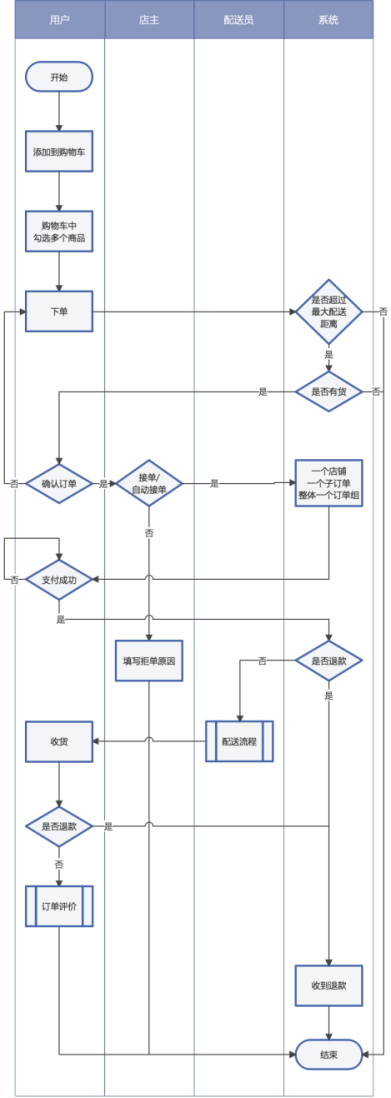 用户
店主
配送员
系统
开始
添加到购物车
购物车中
勾选多个商品
下单
是否超过
最大配送
距离
否
是
是否有货
是
否
否
确认订单
是
接单/
自动接单
是
一个店铺
一个子订单
整体一个订单组
否
否
支付成功
是
填写拒单原因
否
是否退款
是
收货
配送流程
是否退款
是
否
订单评价
收到退款
结束